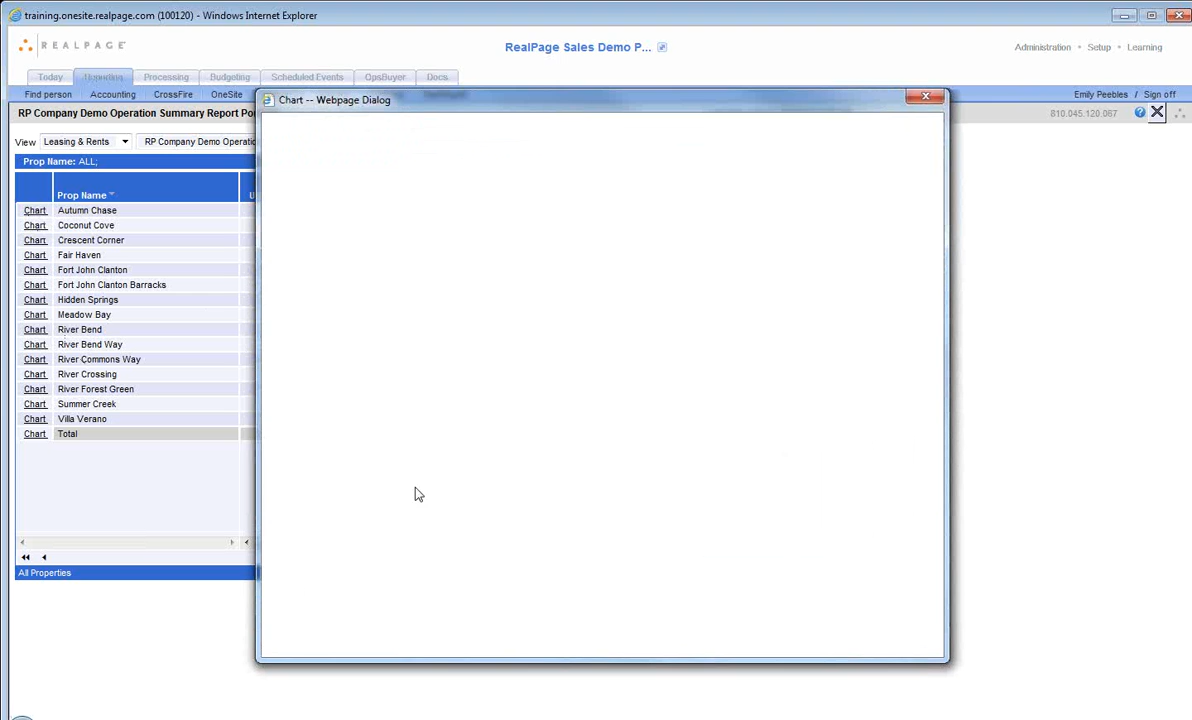 training.onesite.realpage.com (100120) - Windows Internet Explorer
REALPAGE
RealPage Sales Demo P...
Administration • Setup • Learning
Today Reporting Processing Budgeting Scheduled Events OpsBuyer Docs
Find person Accounting CrossFire OneSite
Emily Peebles / Sign off
Chart -- Webpage Dialog
RP Company Demo Operation Summary Report Po
810.045.120.067
View Leasing & Rents RP Company Demo Operatio
Prop Name: ALL;
Prop Name
Chart Autumn Chase
Chart Coconut Cove
Chart Crescent Corner
Chart Fair Haven
Chart Fort John Clanton
Chart Fort John Clanton Barracks
Chart Hidden Springs
Chart Meadow Bay
Chart River Bend
Chart River Bend Way
Chart River Commons Way
Chart River Crossing
Chart River Forest Green
Chart Summer Creek
Chart Villa Verano
Chart Total
All Properties